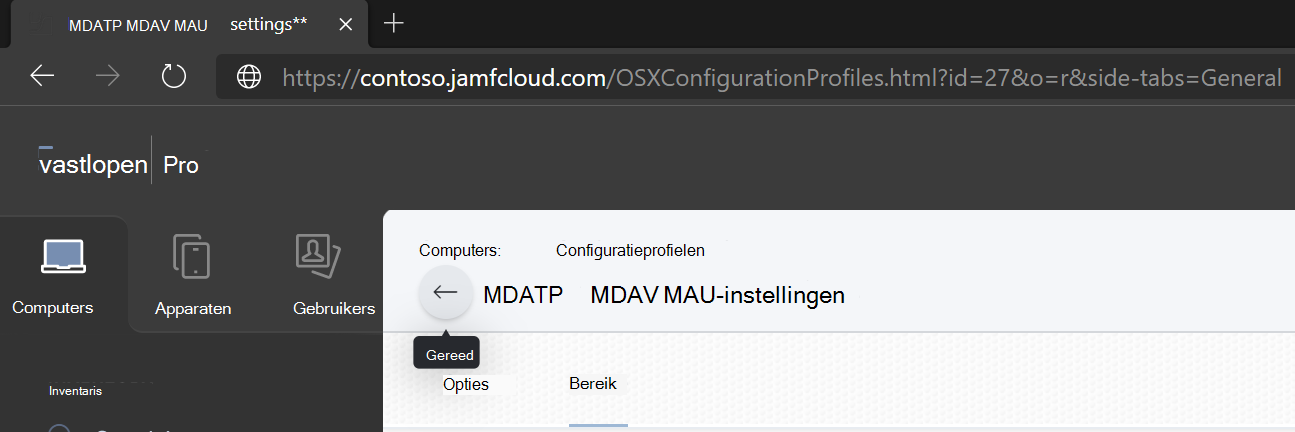 MDATP MDAV MAU settings**
https://contoso.jamfcloud.com/OSXConfigurationProfiles.html?id=27&o=r&side-tabs=General
vastlopen Pro
Computers: Configuratieprofielen
MDATP MDAV MAU-instellingen
Computers Apparaten Gebruikers
Gereed
Opties Bereik
Inventaris